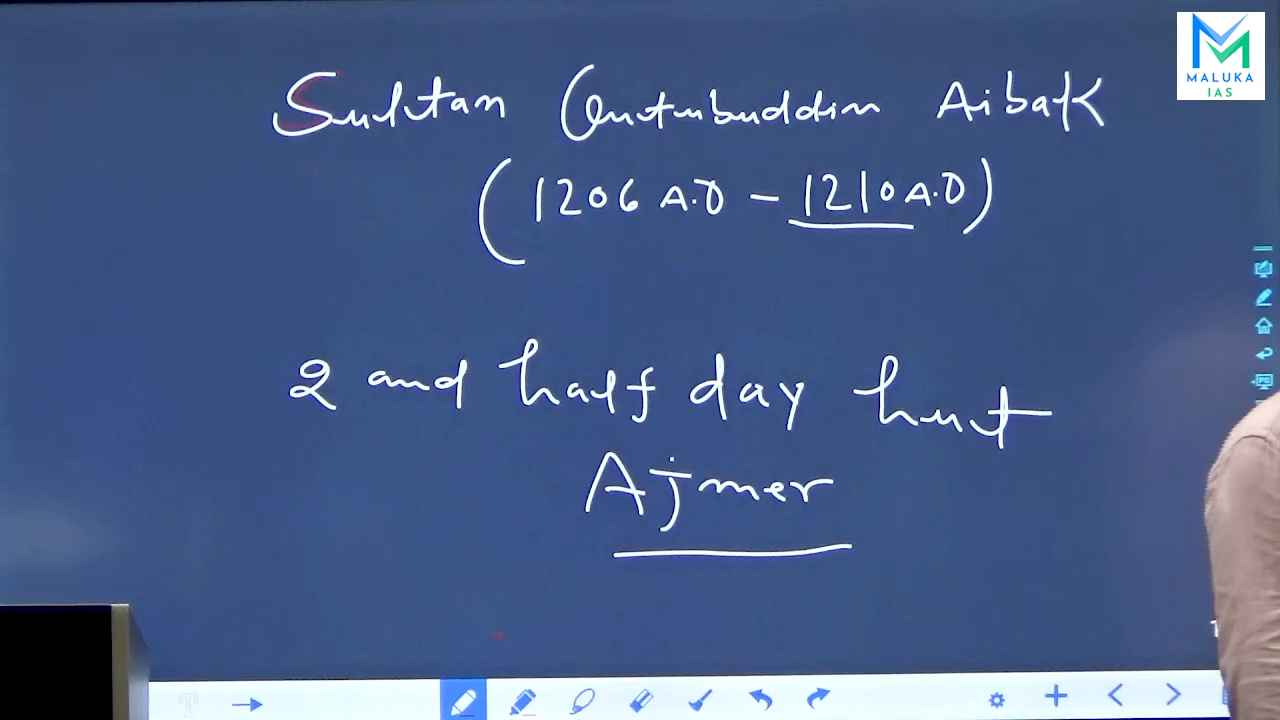 MALUKA
IAS
Sultan Qutubuddin Aibak
(1206 A.D - 1210 A.D)
2 and half day hut
Ajmer